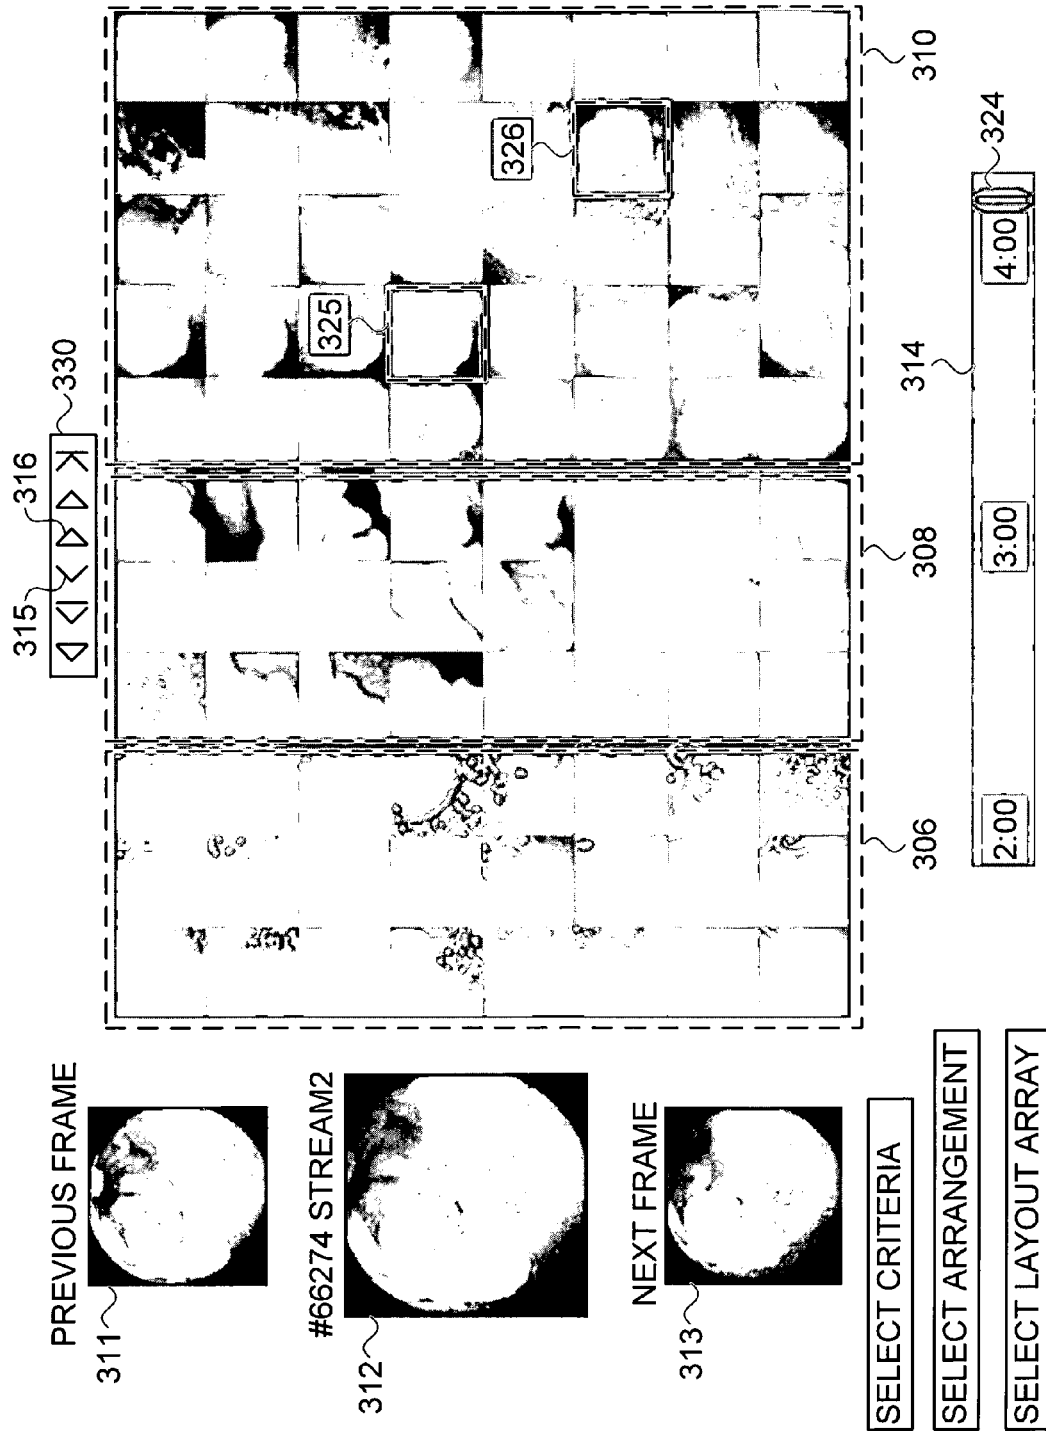 PREVIOUS FRAME
311
#66274 STREAM2
312
NEXT FRAME
313
SELECT CRITERIA
SELECT ARRANGEMENT
SELECT LAYOUT ARRAY
315
316
330
325
326
306
308
310
314
324
2:00
3:00
4:00